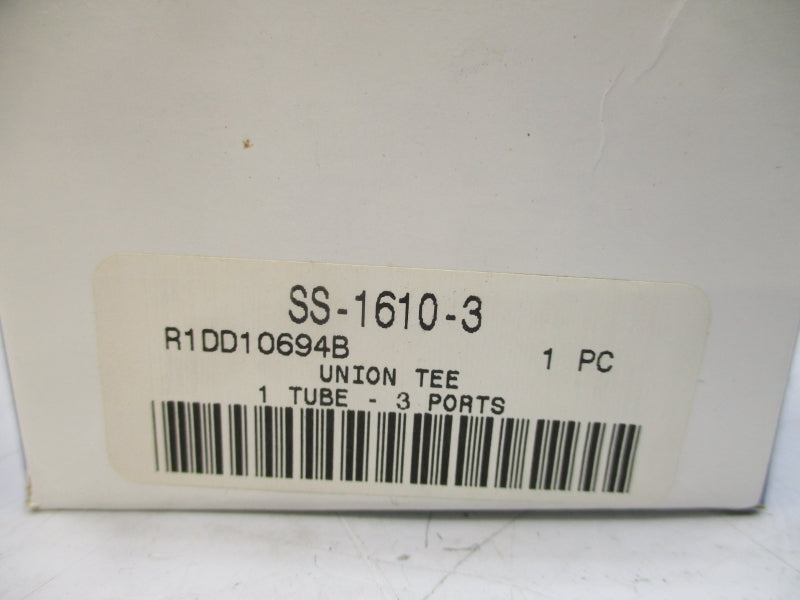 SS-1610-3
R1DD10694B
1 PC
UNION TEE
1 TUBE - 3 PORTS